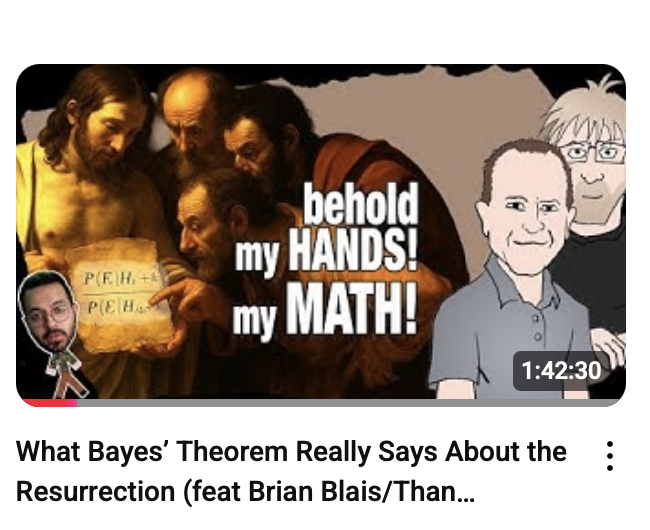 behold
my HANDS!
my MATH!
P(E|H, +k
P(E|H
1:42:30
What Bayes’ Theorem Really Says About the
Resurrection (feat Brian Blais/Than...